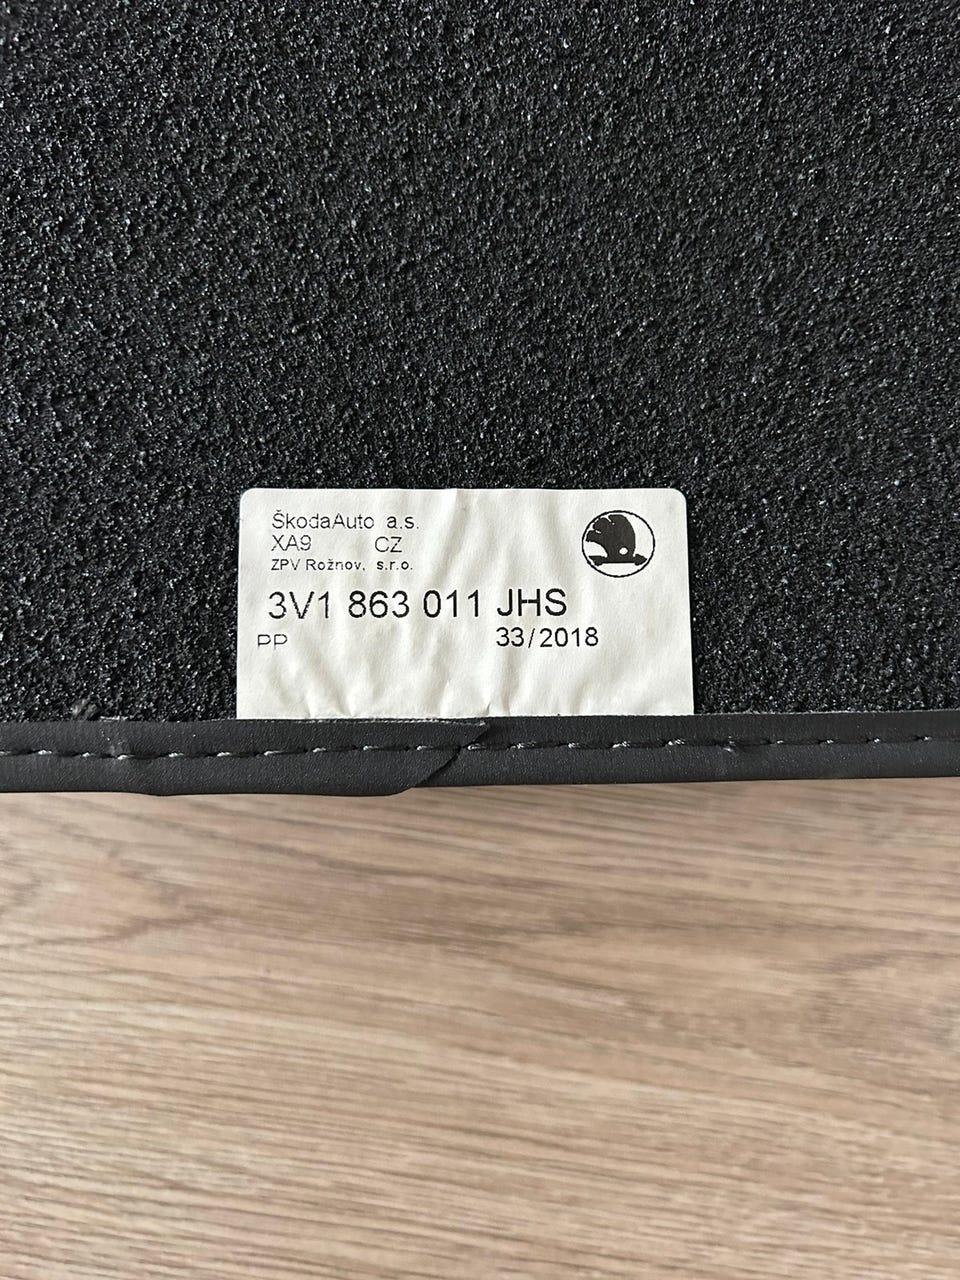 ŠkodaAuto a.s.
XA9 CZ
ZPV Rožnov, s.r.o.
3V1 863 011 JHS
PP 33/2018